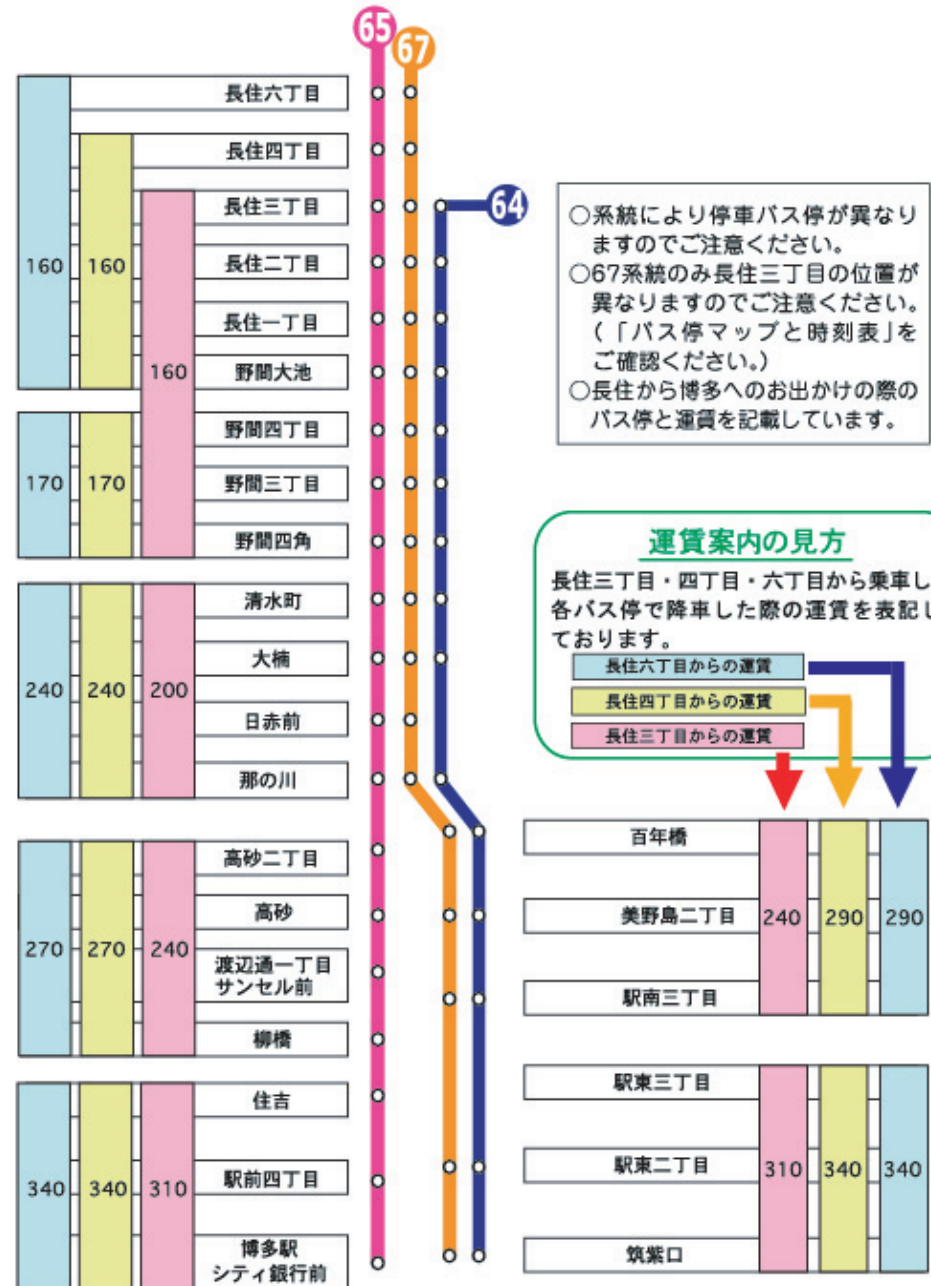 65
67
長住六丁目
長住四丁目
長住三丁目
64
長住二丁目
160
160
長住一丁目
160
野間大池
野間四丁目
170
170
野間三丁目
野間四角
清水町
大楠
240
240
200
日赤前
那の川
高砂二丁目
高砂
270
270
240
渡辺通一丁目
サンセル前
柳橋
住吉
340
340
310
駅前四丁目
博多駅
シティ銀行前
○系統により停車バス停が異なり
ますのでご注意ください。
○67系統のみ長住三丁目の位置が
異なりますのでご注意ください。
(「バス停マップと時刻表」を
ご確認ください。)
○長住から博多へのお出かけの際の
バス停と運賃を記載しています。
運賃案内の見方
長住三丁目・四丁目・六丁目から乗車し
各バス停で降車した際の運賃を表記し
ております。
長住六丁目からの運賃
長住四丁目からの運賃
長住三丁目からの運賃
百年橋
美野島二丁目
240
290
290
駅南三丁目
駅東三丁目
駅東二丁目
310
340
340
筑紫口